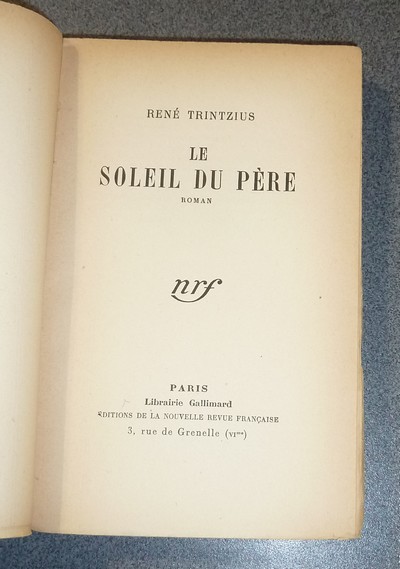 RENÉ TRINTZIUS
LE
SOLEIL DU PÈRE
ROMAN
nrf
PARIS
Librairie Gallimard
ÉDITIONS DE LA NOUVELLE REVUE FRANÇAISE
3, rue de Grenelle (VIme)